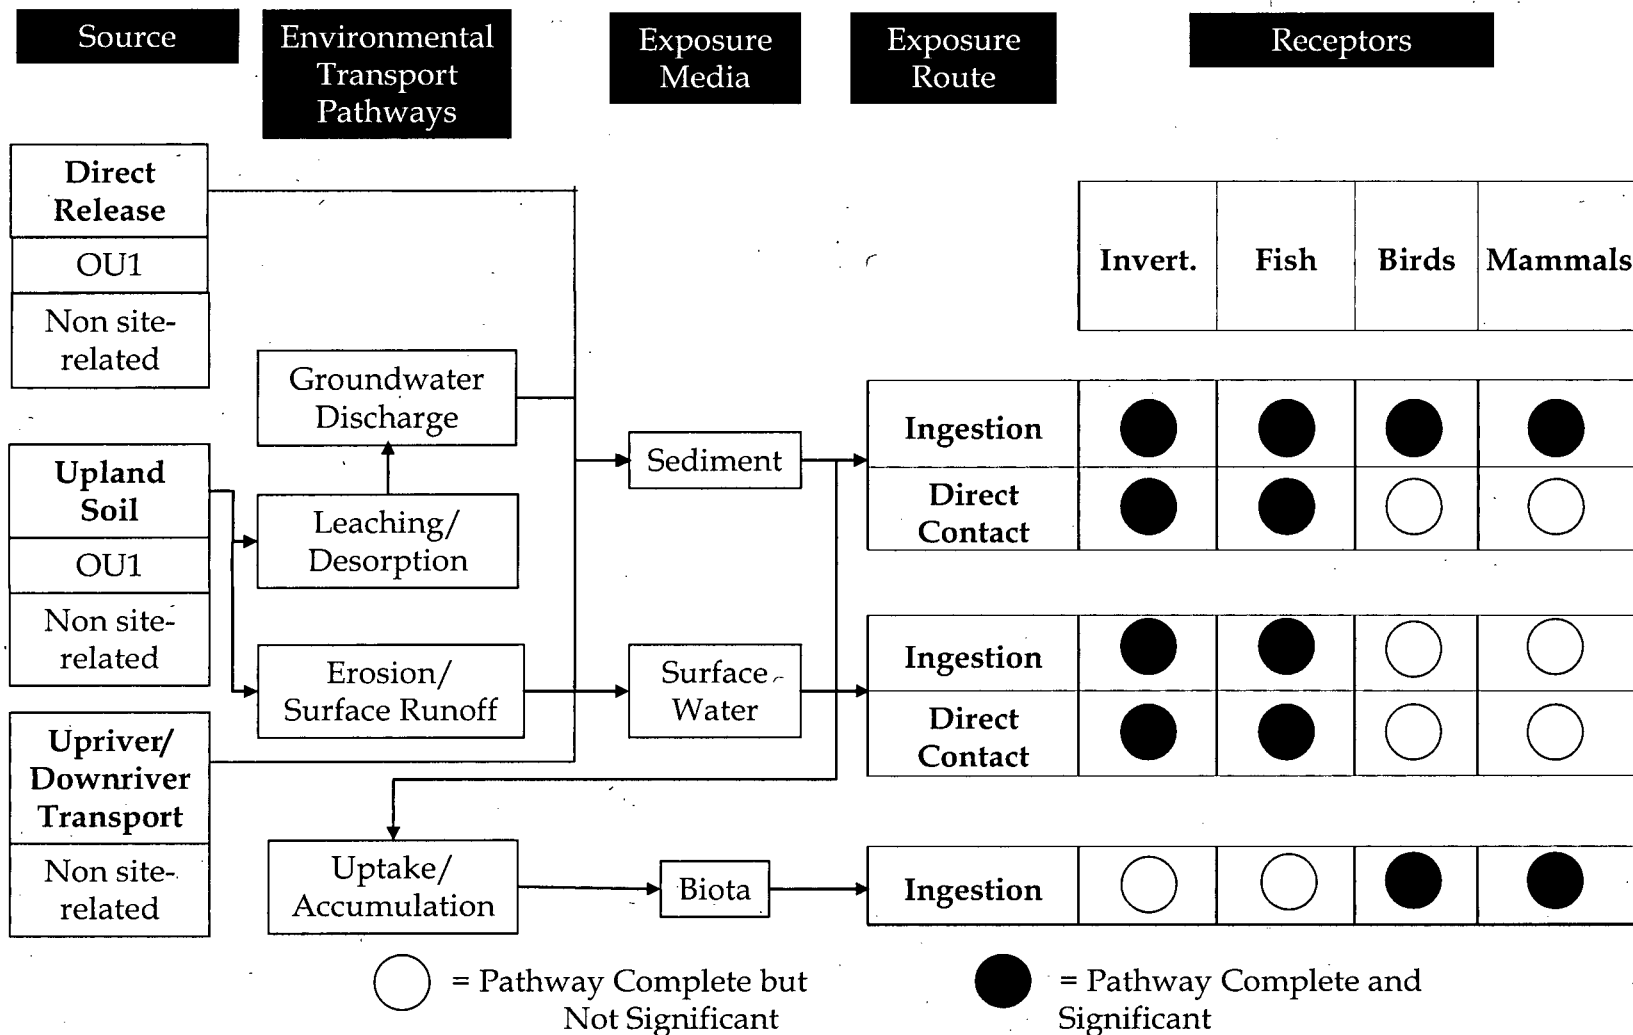 Source
Environmental
Transport
Pathways
Exposure
Media
Exposure
Route
Receptors
Direct
Release
OU1
Non site-
related
Upland
Soil
OU1
Non site-
related
Upriver/
Downriver
Transport
Non site-
related
Groundwater
Discharge
Leaching/
Desorption
Erosion/
Surface Runoff
Uptake/
Accumulation
Sediment
Surface
Water
Biota
Invert.
Fish
Birds
Mammals
Ingestion
Direct
Contact
Ingestion
Direct
Contact
Ingestion
= Pathway Complete but
Not Significant
= Pathway Complete and
Significant